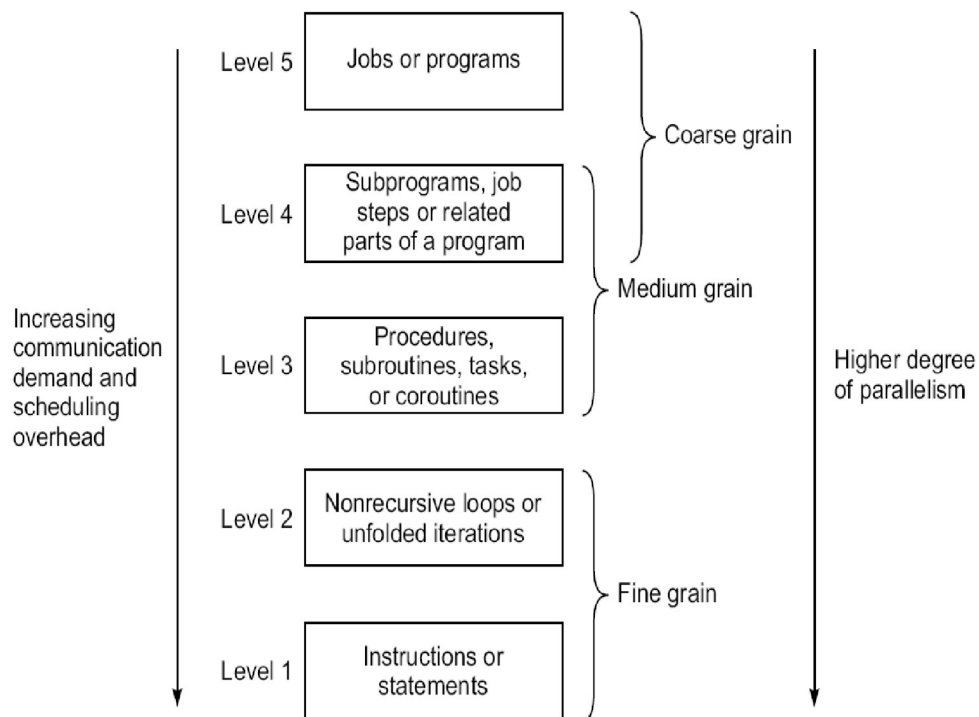 Level 5
Jobs or programs
Coarse grain
Level 4
Subprograms, job
steps or related
parts of a program
Medium grain
Increasing
communication
demand and
scheduling
overhead
Level 3
Procedures,
subroutines, tasks,
or coroutines
Higher degree
of parallelism
Level 2
Nonrecursive loops or
unfolded iterations
Fine grain
Level 1
Instructions or
statements